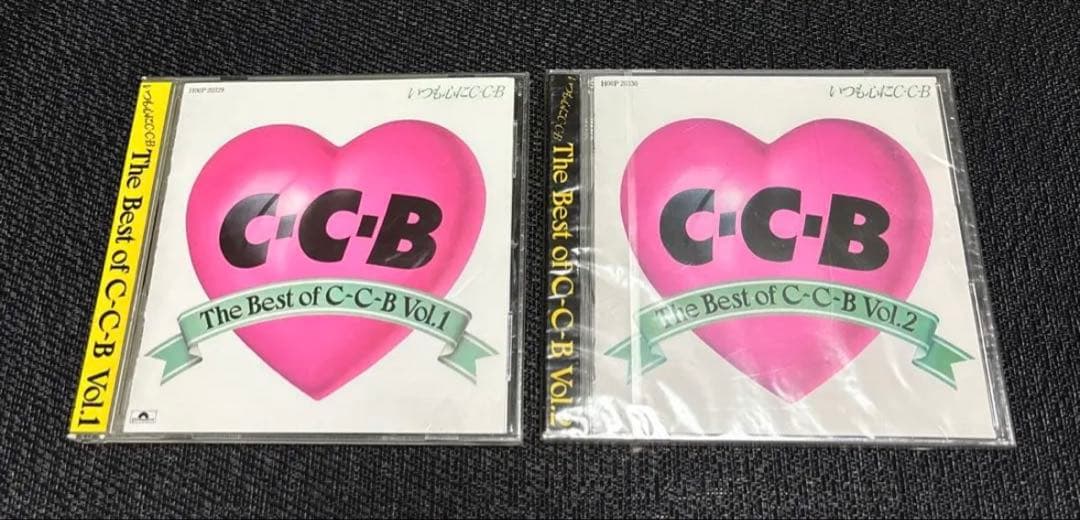 いつも心にC-C-B
The Best of C-C-B Vol.1
H00P 20329
いつも心にC-C-B
C-C-B
The Best of C-C-B Vol.1
いつも心にC-C-B
The Best of C-C-B Vol.2
H00P 20330
いつも心にC-C-B
C-C-B
The Best of C-C-B Vol.2